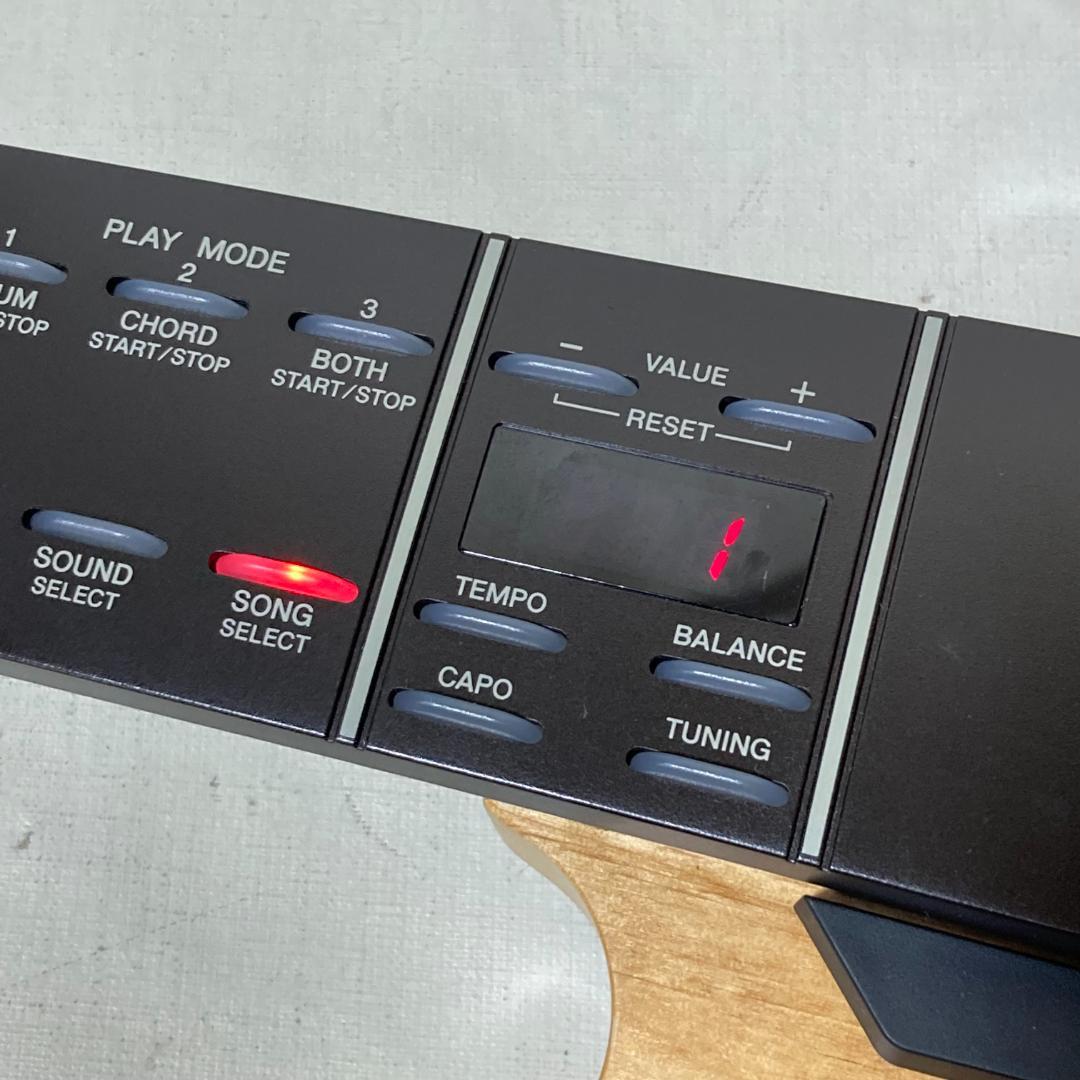 PLAY MODE
1
2
3
UM
STOP
CHORD
START/STOP
BOTH
START/STOP
- VALUE +
RESET
1
SOUND
SELECT
SONG
SELECT
TEMPO
BALANCE
CAPO
TUNING